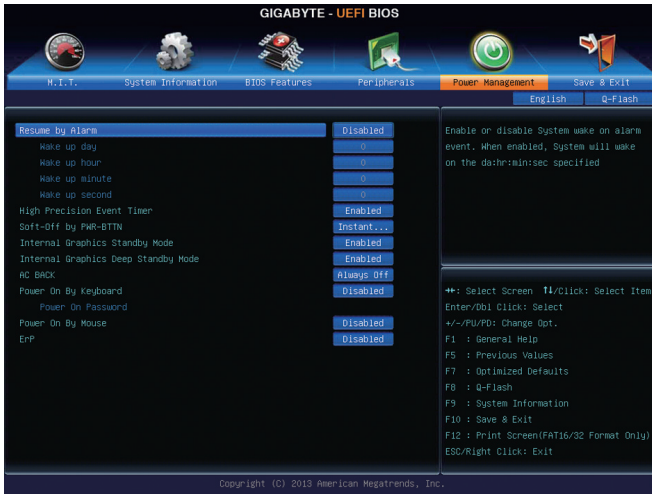 GIGABYTE - UEFI BIOS
M.I.T. System Information BIOS Features Peripherals Power Management Save & Exit
English Q-Flash
Resume by Alarm Disabled
Wake up day 0
Wake up hour 0
Wake up minute 0
Wake up second 0
High Precision Event Timer Enabled
Soft-Off by PWR-BTTN Instant...
Internal Graphics Standby Mode Enabled
Internal Graphics Deep Standby Mode Enabled
AC BACK Always Off
Power On By Keyboard Disabled
Power On Password
Power On By Mouse Disabled
ErP Disabled
Enable or disable System wake on alarm
event. When enabled, System will wake
on the da:hr:min:sec specified
→←: Select Screen ↑↓/Click: Select Item
Enter/Dbl Click: Select
+/-/PU/PD: Change Opt.
F1 : General Help
F5 : Previous Values
F7 : Optimized Defaults
F8 : Q-Flash
F9 : System Information
F10 : Save & Exit
F12 : Print Screen(FAT16/32 Format Only)
ESC/Right Click: Exit
Copyright (C) 2013 American Megatrends, Inc.